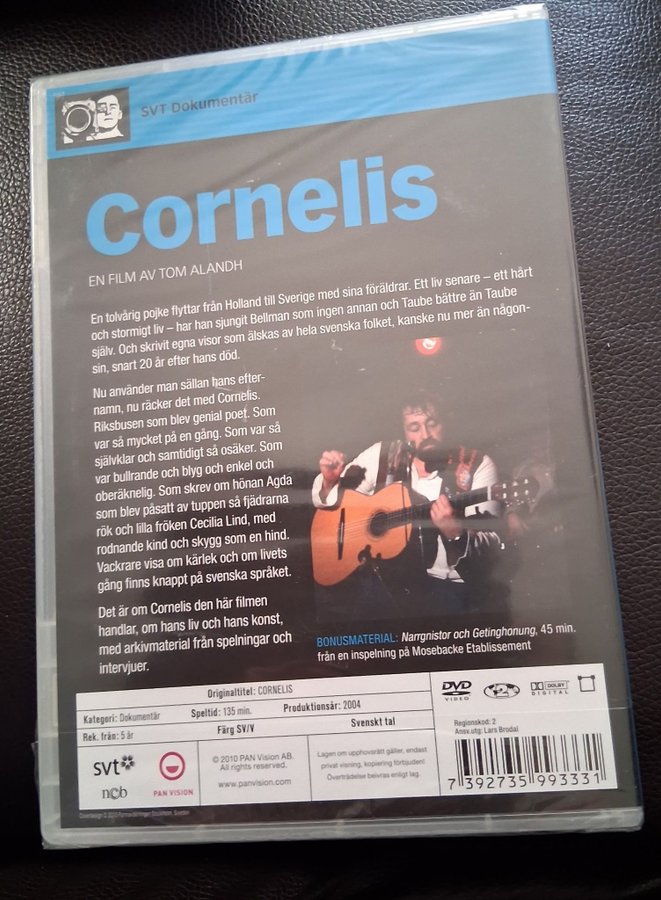 SVT Dokumentär
Cornelis
EN FILM AV TOM ALANDH
En tolvårig pojke flyttar från Holland till Sverige med sina föräldrar. Ett liv senare – ett hårt
och stormigt liv – har han sjungit Bellman som ingen annan och Taube bättre än Taube
själv. Och skrivit egna visor som älskas av hela svenska folket, kanske nu mer än någon-
sin, snart 20 år efter hans död.
Nu använder man sällan hans efter-
namn, nu räcker det med Cornelis.
Riksbusen som blev genial poet. Som
var så mycket på en gång. Som var så
självklar och samtidigt så osäker. Som
var bullrande och blyg och enkel och
oberäknelig. Som skrev om hönan Agda
som blev påsatt av tuppen så fjädrarna
rök och lilla fröken Cecilia Lind, med
rodnande kind och skygg som en hind.
Vackrare visa om kärlek och om livets
gång finns knappt på svenska språket.
Det är om Cornelis den här filmen
handlar, om hans liv och hans konst,
med arkivmaterial från spelningar och
intervjuer.
BONUSMATERIAL: Narrgnistor och Getinghonung, 45 min.
från en inspelning på Mosebacke Etablissement
Originaltitel: CORNELIS
Kategori: Dokumentär
Speltid: 135 min.
Produktionsår: 2004
Rek. från: 5 år
Färg SV/V
Svenskt tal
DVD VIDEO
2
DOLBY DIGITAL
Regionskod: 2
Ansv.utg: Lars Brodal
svt
ncb
PAN VISION
© 2010 PAN Vision AB.
All rights reserved.
www.panvision.com
Lagen om upphovsrätt gäller, endast
privat visning, kopiering förbjuden!
Överträdelse beivras enligt lag.
7 392735 993331